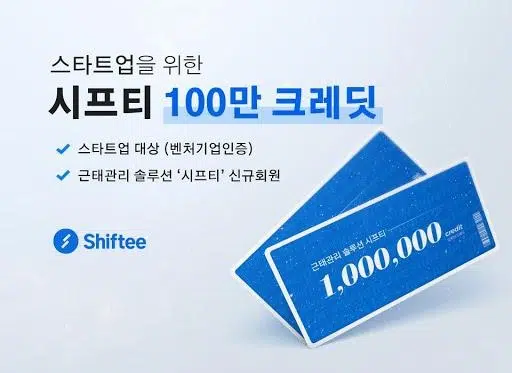 스타트업을 위한
시프티 100만 크레딧
스타트업 대상 (벤처기업인증)
근태관리 솔루션 ‘시프티’ 신규회원
Shiftee
근태관리 솔루션 시프티
1,000,000 credit